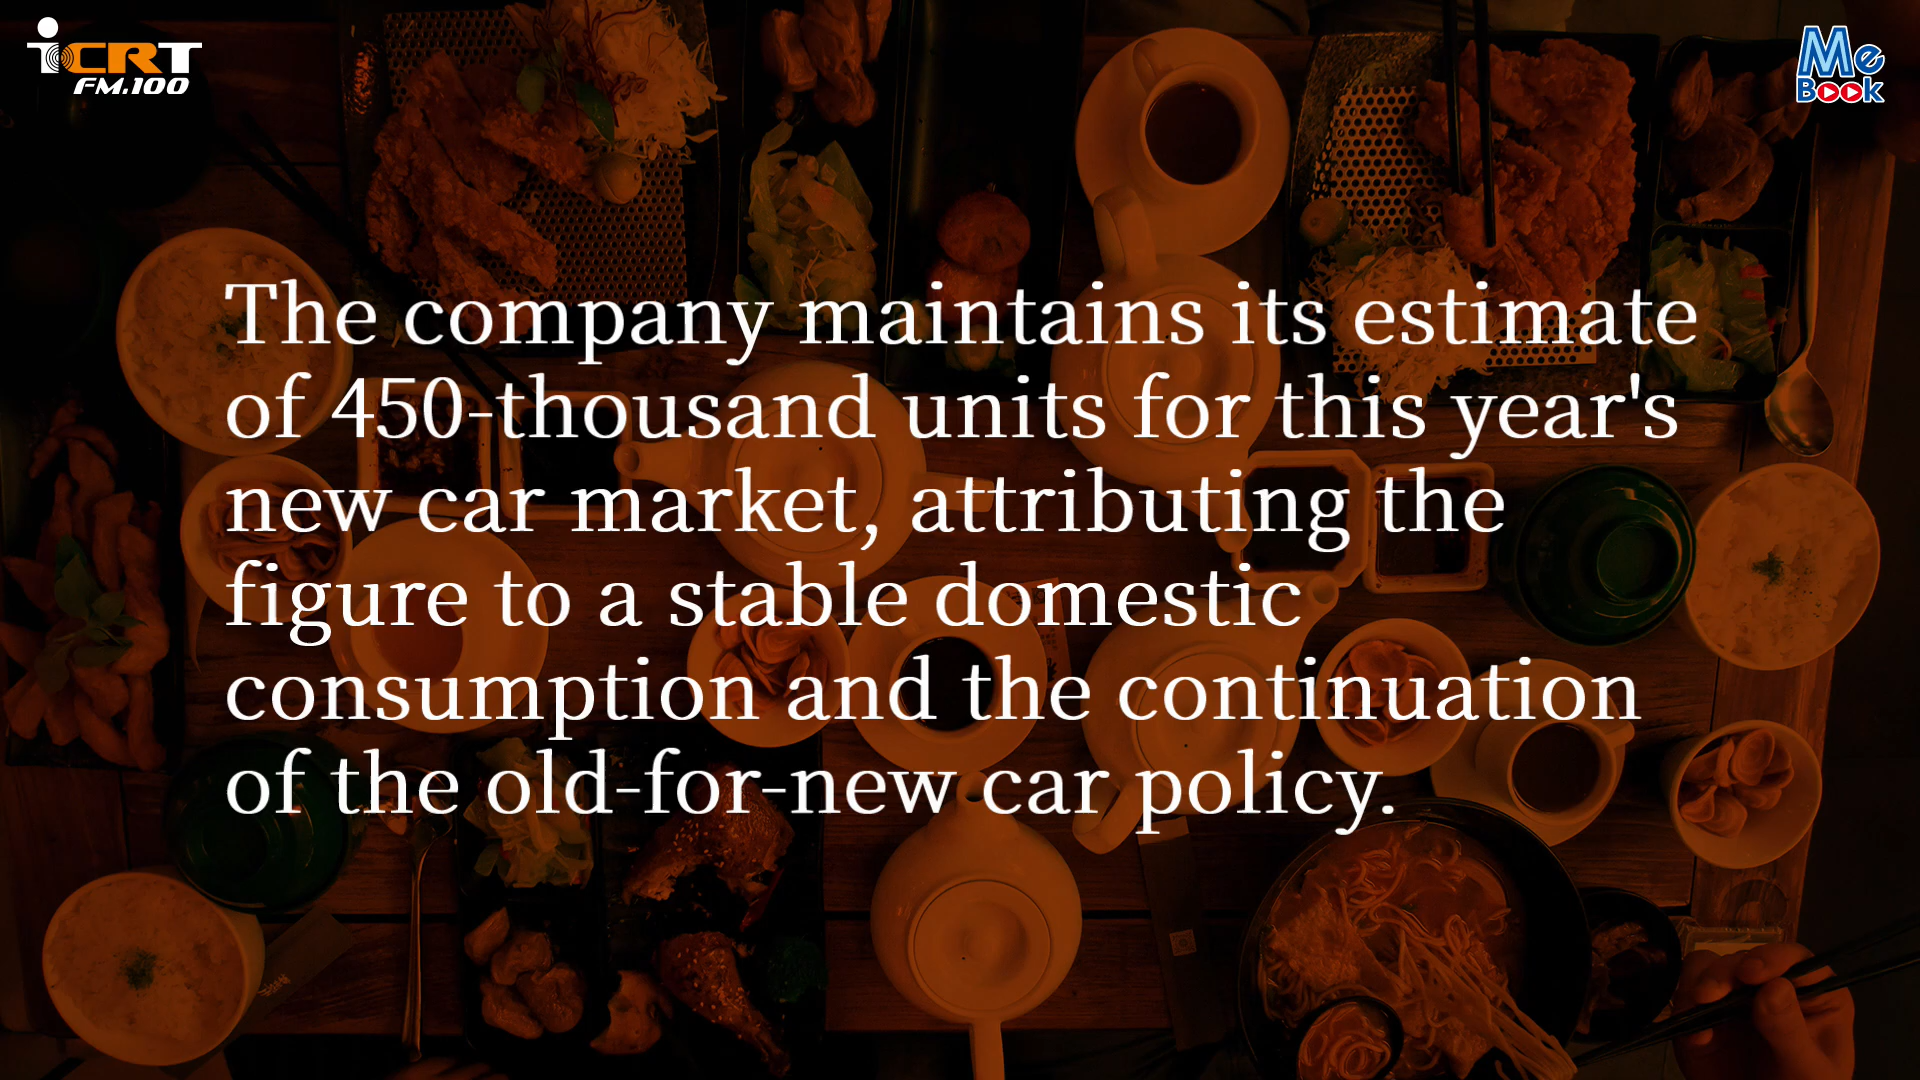 iCRT
FM.100
Me
Book
The company maintains its estimate
of 450-thousand units for this year's
new car market, attributing the
figure to a stable domestic
consumption and the continuation
of the old-for-new car policy.